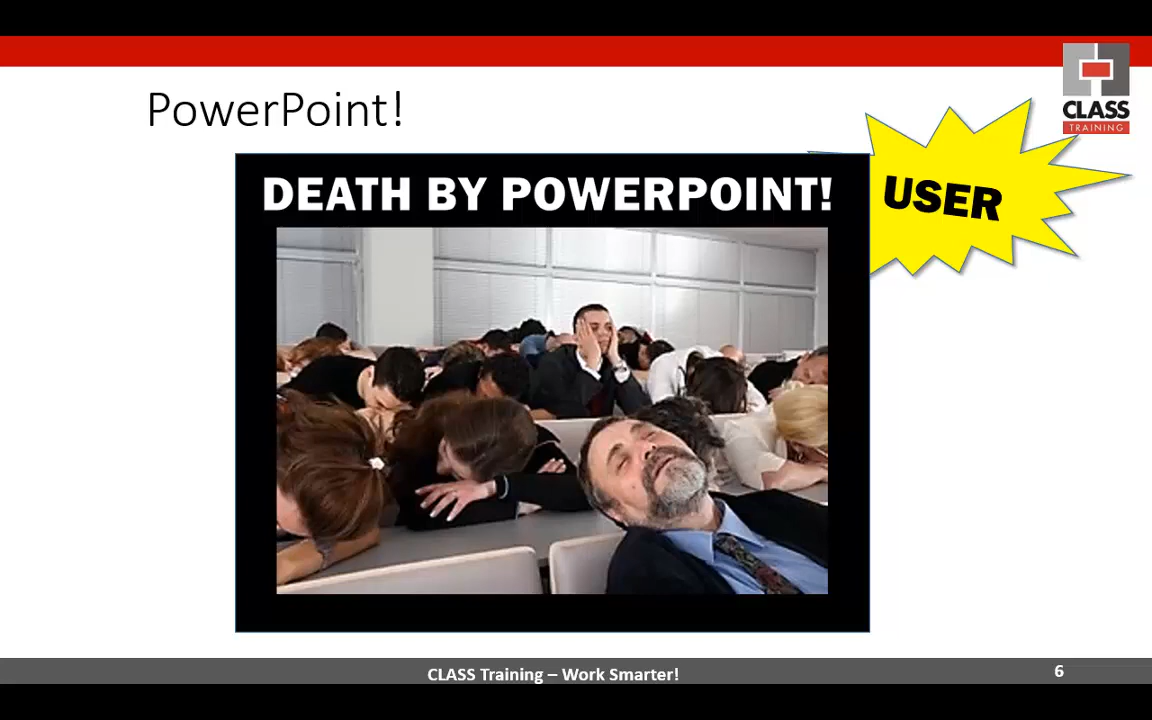 PowerPoint!
CLASS
TRAINING
DEATH BY POWERPOINT!
USER
CLASS Training – Work Smarter!
6